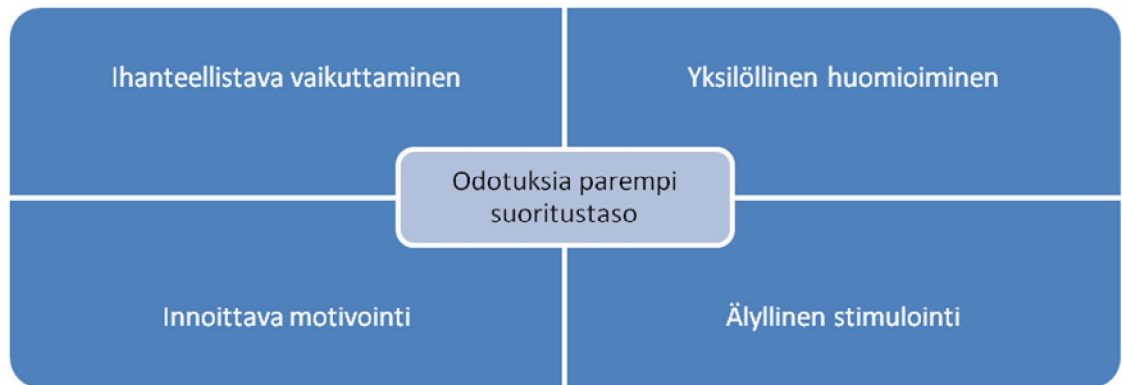 Ihanteellistava vaikuttaminen
Yksilöllinen huomioiminen
Odotuksia parempi
suoritustaso
Innoittava motivointi
Älyllinen stimulointi